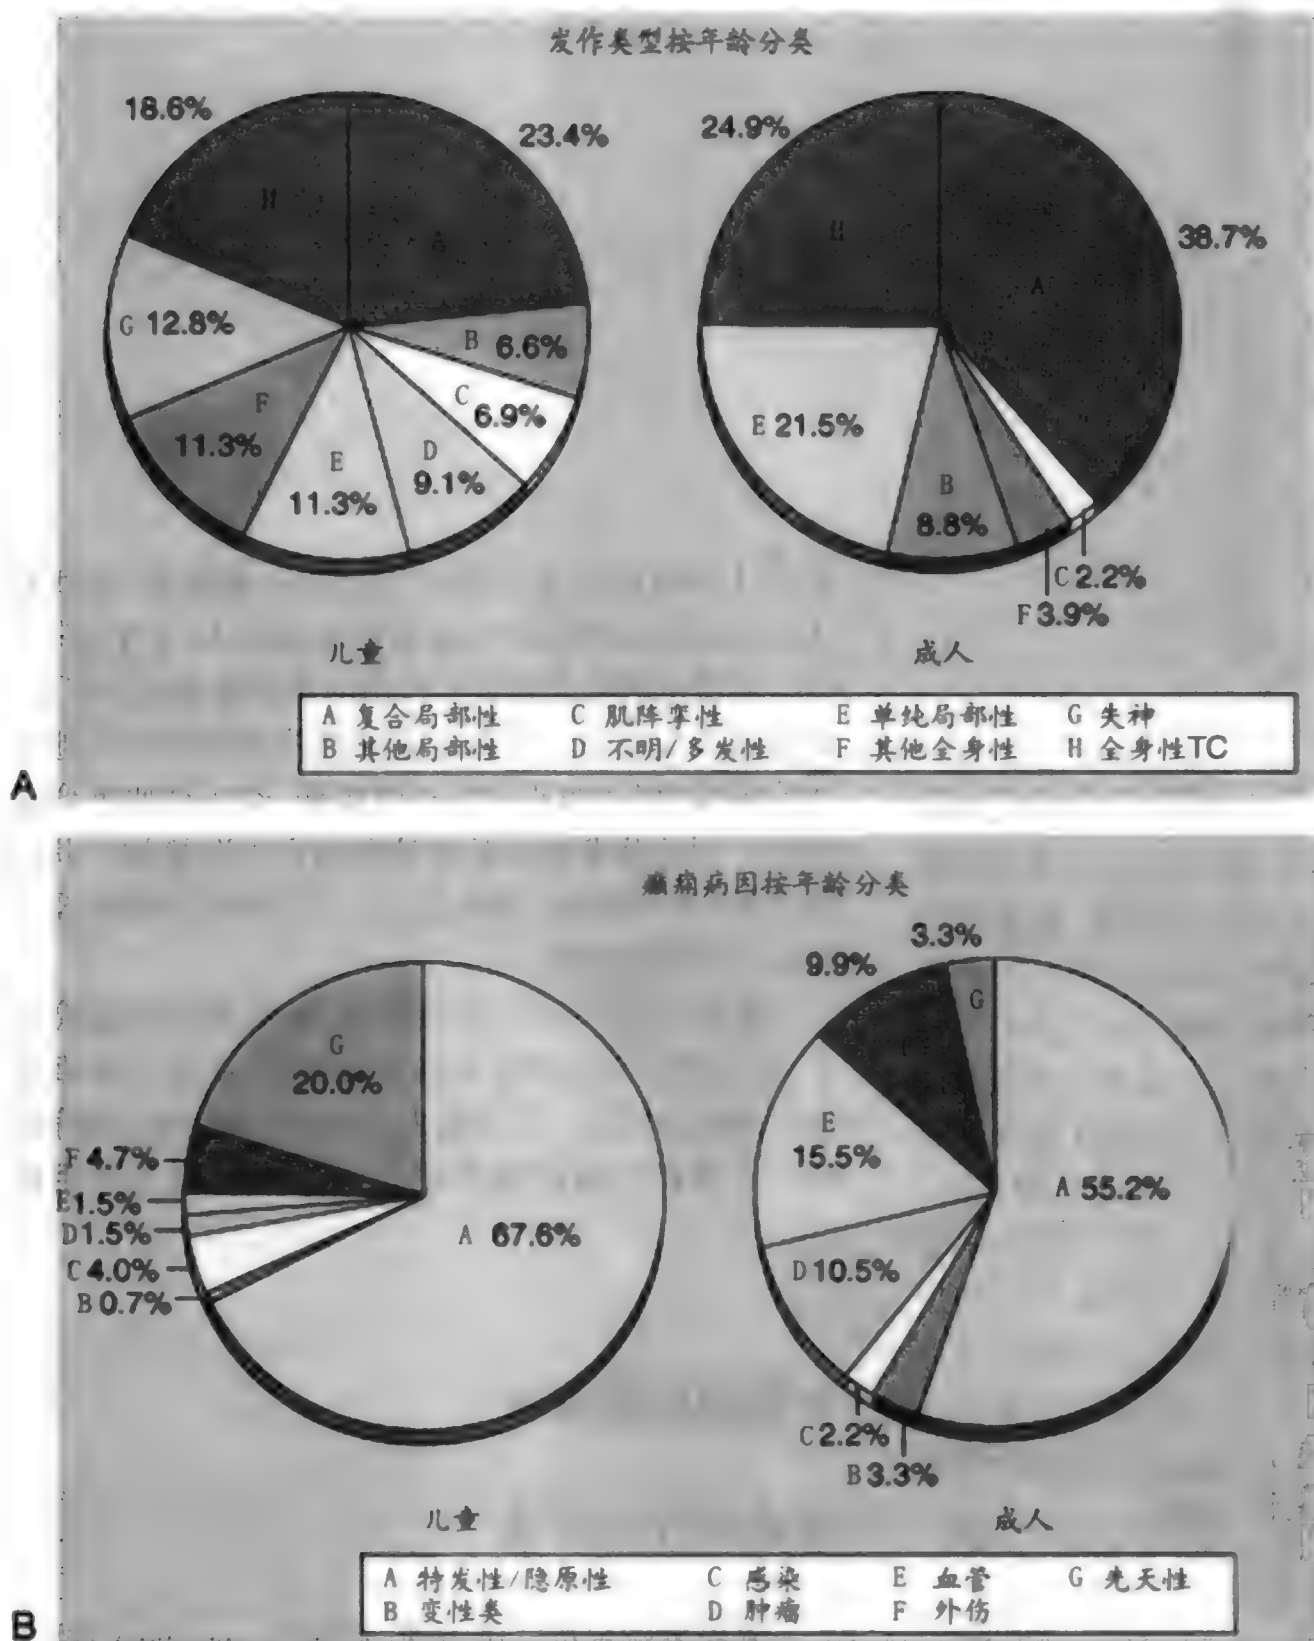 发作类型按年龄分类
18.6%
23.4%
H
A
G 12.8%
B 6.6%
C
6.9%
F
11.3%
E
11.3%
D
9.1%
儿童
24.9%
38.7%
H
A
E 21.5%
B
8.8%
C 2.2%
F 3.9%
成人
A 复合局部性 C 肌阵挛性 E 单纯局部性 G 失神
B 其他局部性 D 不明/多发性 F 其他全身性 H 全身性TC
A
癫痫病因按年龄分类
G
20.0%
F 4.7%
E 1.5%
D 1.5%
C 4.0%
B 0.7%
A 67.6%
儿童
3.3%
9.9%
G
F
E
15.5%
A 55.2%
D 10.5%
C 2.2%
B 3.3%
成人
A 特发性/隐原性 C 感染 E 血管 G 先天性
B 变性类 D 肿瘤 F 外伤
B